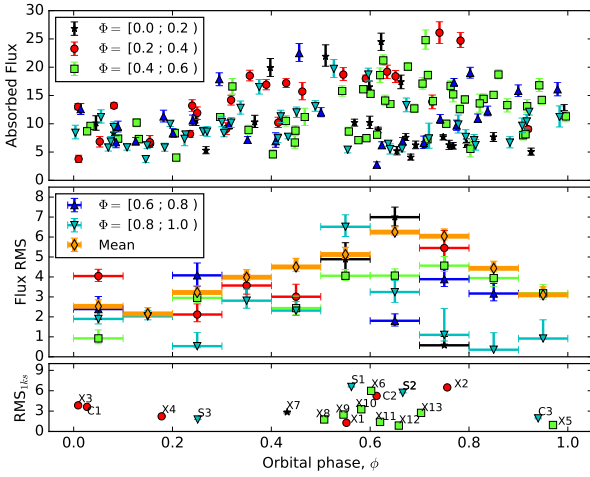 30
25
20
15
10
5
0
Absorbed Flux
Φ = [0.0 ; 0.2 )
Φ = [0.2 ; 0.4 )
Φ = [0.4 ; 0.6 )
8
7
6
5
4
3
2
1
0
Flux RMS
Φ = [0.6 ; 0.8 )
Φ = [0.8 ; 1.0 )
Mean
9
6
3
0
RMS1ks
X3
C1
X4
S3
X7
S1
X6
C2
S2
X2
X8
X9
X10
X1
X11
X12
X13
C3
X5
0.0
0.2
0.4
0.6
0.8
1.0
Orbital phase, ϕ